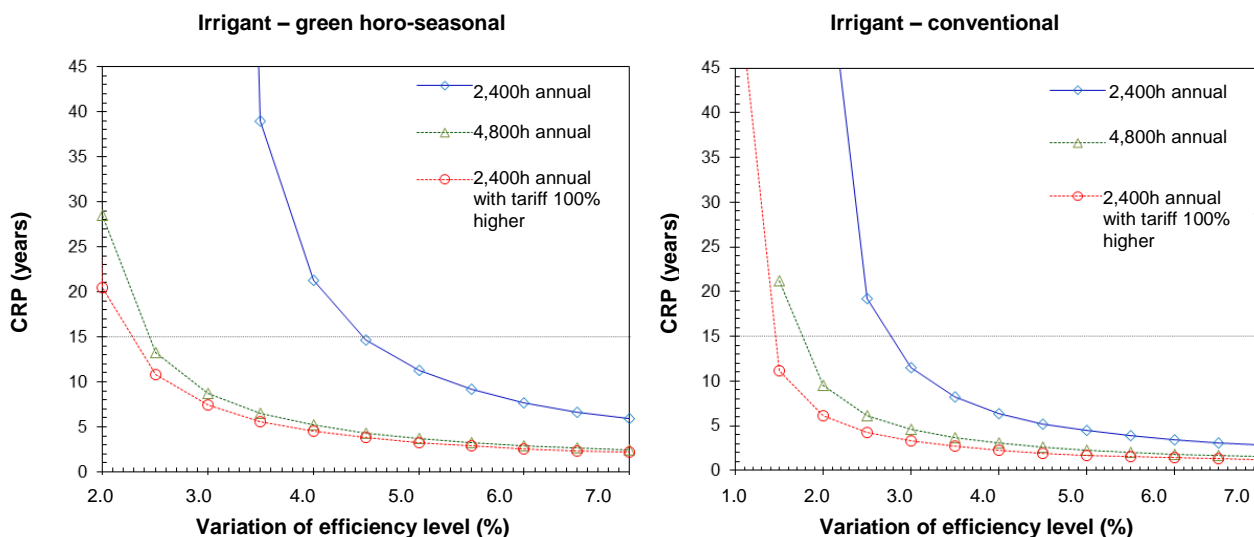 Irrigant – green horo-seasonal
CRP (years)
45
40
35
30
25
20
15
10
5
0
2,400h annual
4,800h annual
2,400h annual
with tariff 100%
higher
2.0 3.0 4.0 5.0 6.0 7.0
Variation of efficiency level (%)
Irrigant – conventional
CRP (years)
45
40
35
30
25
20
15
10
5
0
2,400h annual
4,800h annual
2,400h annual
with tariff 100%
higher
1.0 2.0 3.0 4.0 5.0 6.0 7.0
Variation of efficiency level (%)